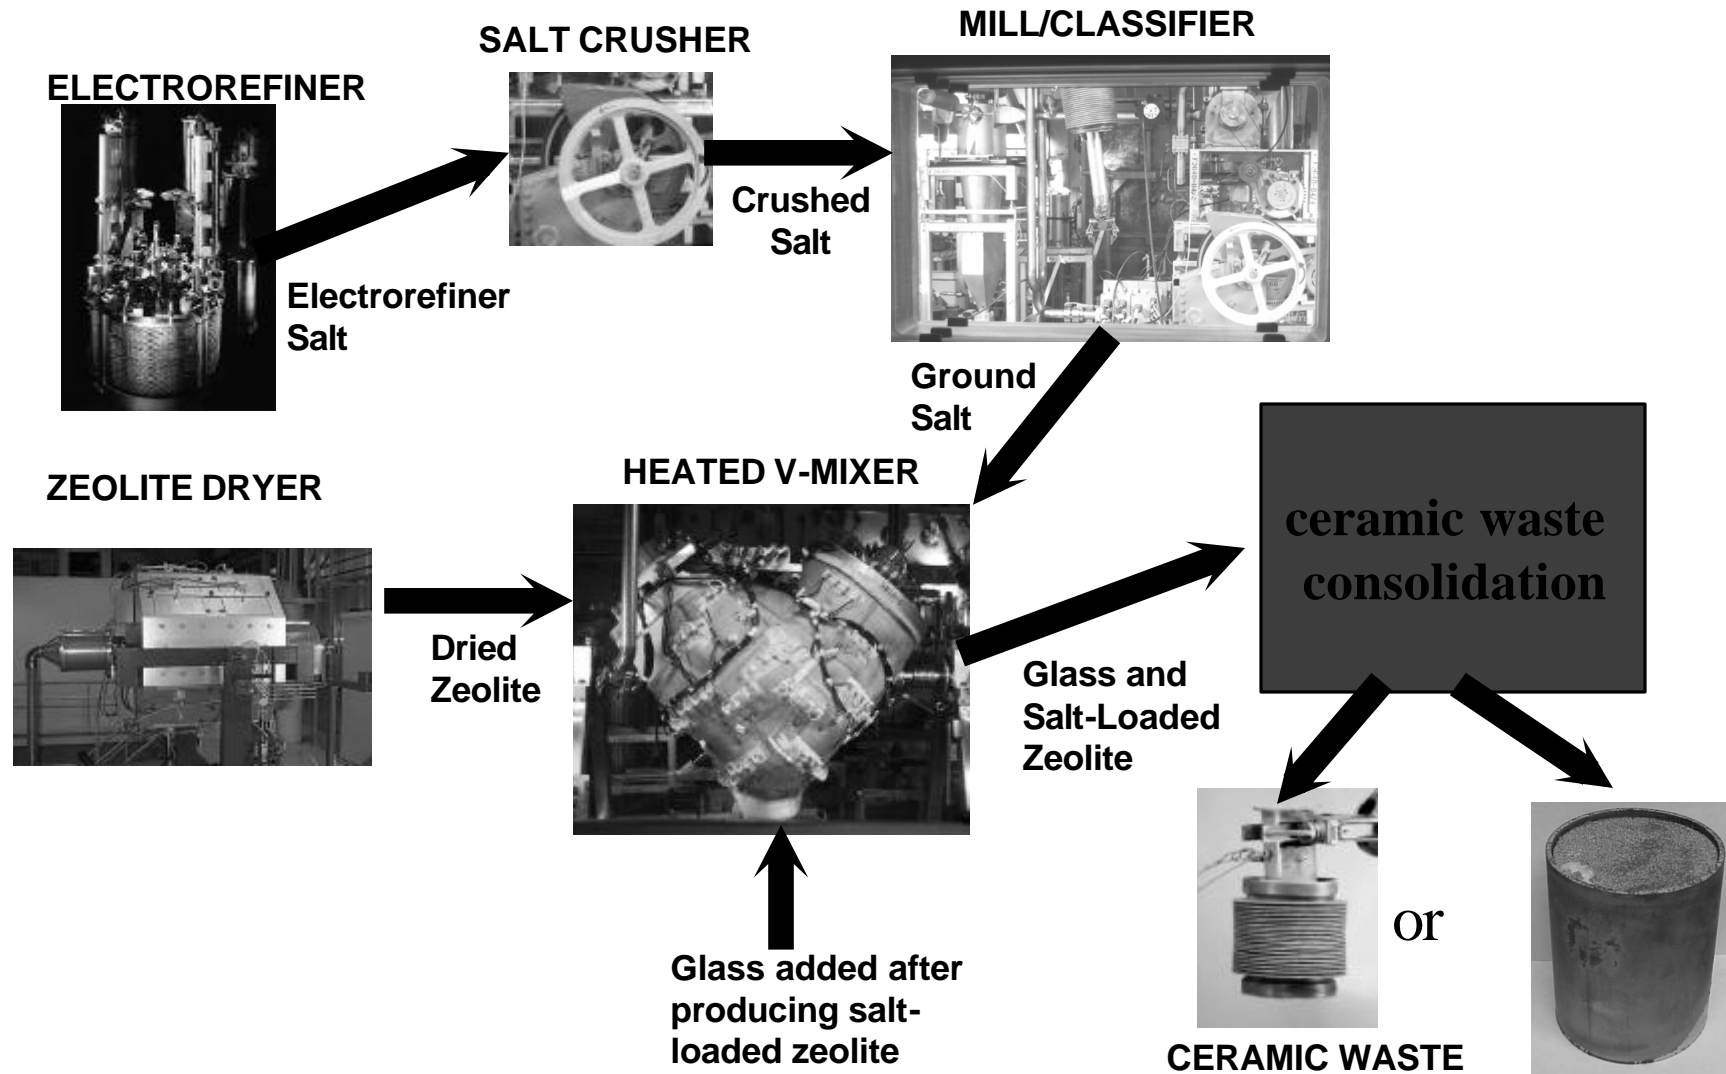 MILL/CLASSIFIER
SALT CRUSHER
ELECTROREFINER
Crushed
Salt
Electrorefiner
Salt
Ground
Salt
HEATED V-MIXER
ZEOLITE DRYER
ceramic waste
consolidation
Dried
Zeolite
Glass and
Salt-Loaded
Zeolite
or
Glass added after
producing salt-
loaded zeolite
CERAMIC WASTE